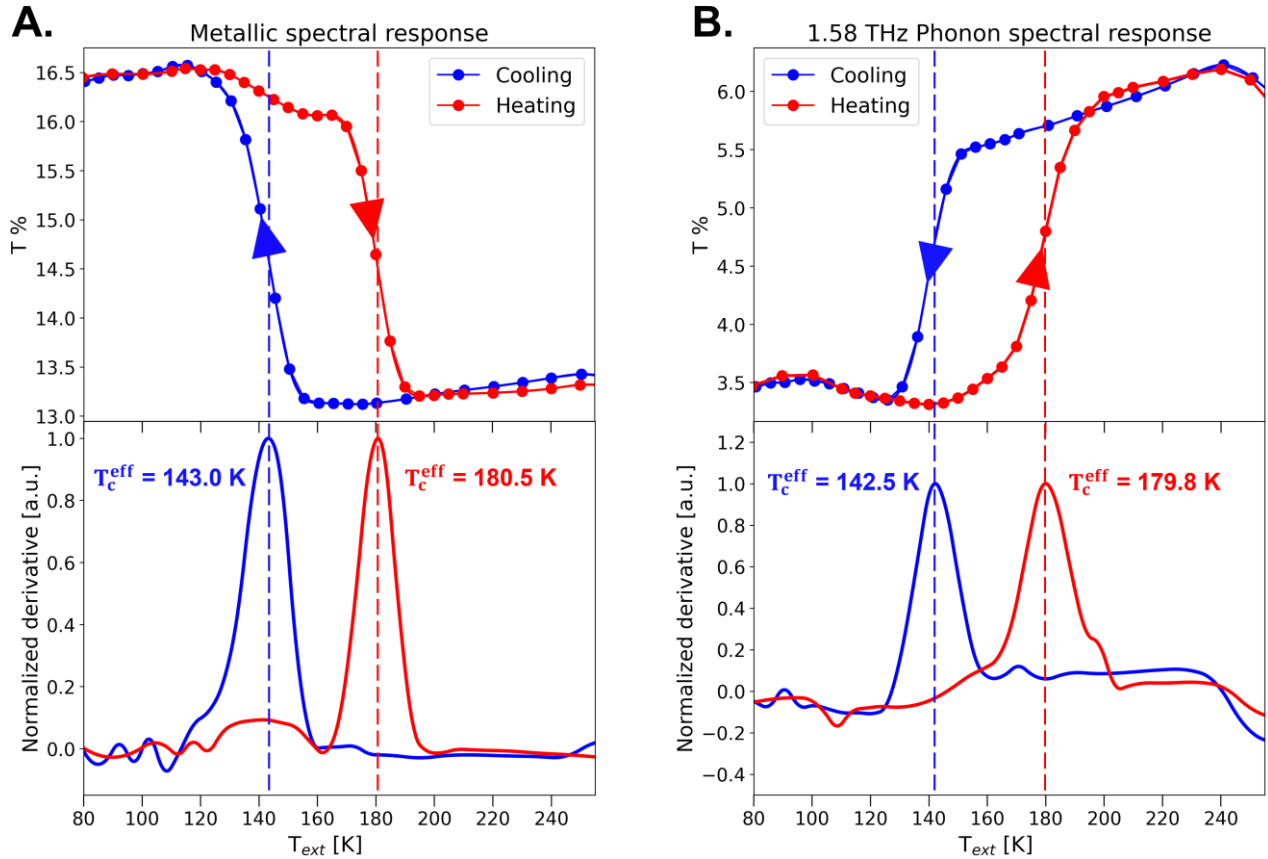 A.
Metallic spectral response
Cooling
Heating
T %
16.5
16.0
15.5
15.0
14.5
14.0
13.5
13.0
Normalized derivative [a.u.]
1.0
0.8
0.6
0.4
0.2
0.0
T_c^eff = 143.0 K
T_c^eff = 180.5 K
80 100 120 140 160 180 200 220 240
T_ext [K]
B.
1.58 THz Phonon spectral response
Cooling
Heating
T %
6.0
5.5
5.0
4.5
4.0
3.5
Normalized derivative [a.u.]
1.2
1.0
0.8
0.6
0.4
0.2
0.0
−0.2
−0.4
T_c^eff = 142.5 K
T_c^eff = 179.8 K
80 100 120 140 160 180 200 220 240
T_ext [K]